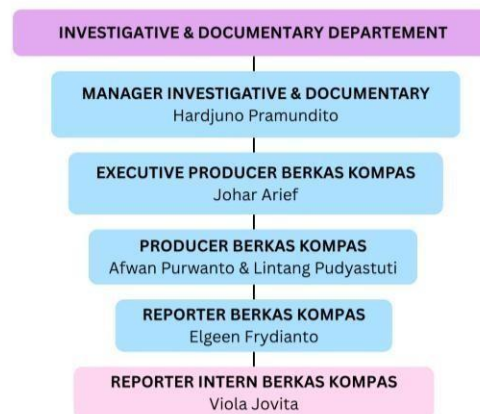 INVESTIGATIVE & DOCUMENTARY DEPARTEMENT
MANAGER INVESTIGATIVE & DOCUMENTARY
Hardjuno Pramundito
EXECUTIVE PRODUCER BERKAS KOMPAS
Johar Arief
PRODUCER BERKAS KOMPAS
Afwan Purwanto & Lintang Pudyastuti
REPORTER BERKAS KOMPAS
Elgeen Frydianto
REPORTER INTERN BERKAS KOMPAS
Viola Jovita